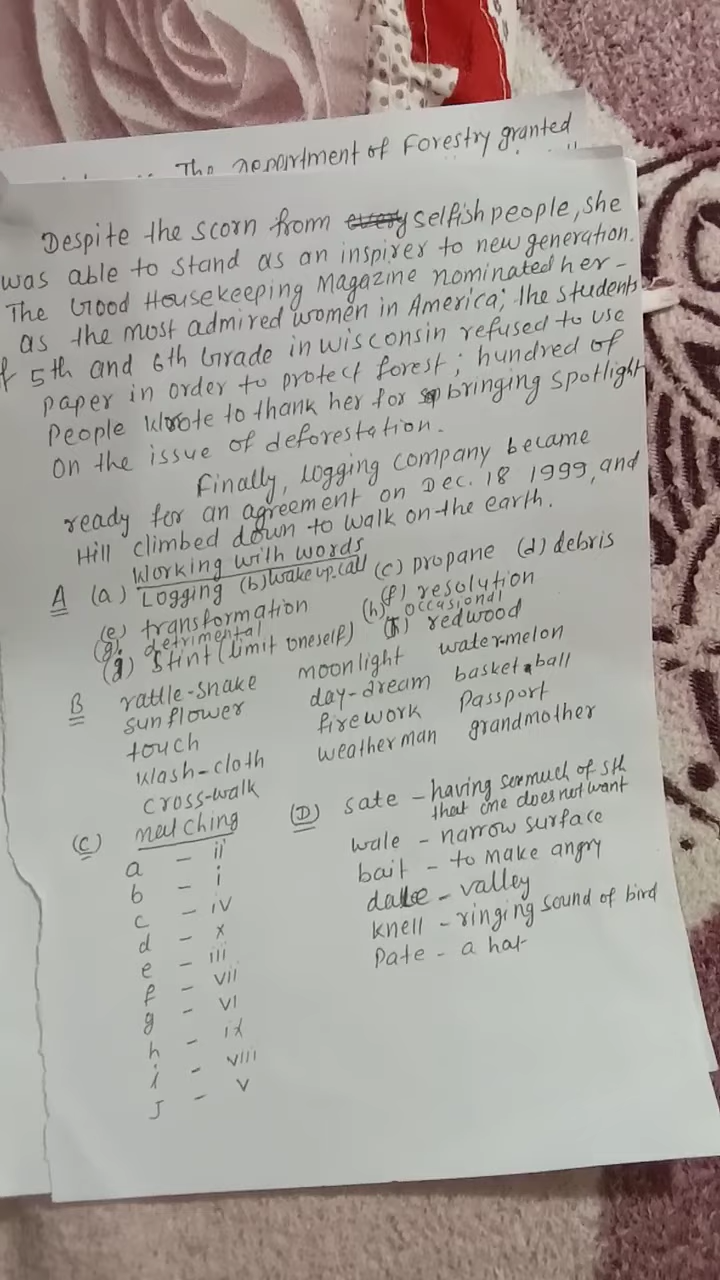 The Department of Forestry granted
Despite the scorn from every selfish people, she
was able to stand as an inspirer to new generation.
The Good Housekeeping Magazine nominated her -
as the most admired women in America; the students
of 5th and 6th Grade in Wisconsin refused to use
paper in order to protect forest; hundred of
People wrote to thank her for bringing spotlight
on the issue of deforestation.
Finally, logging company became
ready for an agreement on Dec. 18 1999, and
Hill climbed down to walk on the earth.
Working with words
A (a) Logging (b) wake up call (c) propane (d) debris
(e) transformation (f) resolution
(g) detrimental (h) occasional
(i) Stint (limit oneself) (j) redwood
B rattle-snake moonlight watermelon
sunflower day-dream basket ball
touch firework Passport
wash-cloth weatherman grandmother
cross-walk
(C) matching
a - ii
b - i
c - iv
d - x
e - iii
f - vii
g - vi
h - ix
i - viii
J - v
(D) sate - having so much of sth
that one does not want
wale - narrow surface
bait - to make angry
dale - valley
knell - ringing sound of bird
Pate - a hat